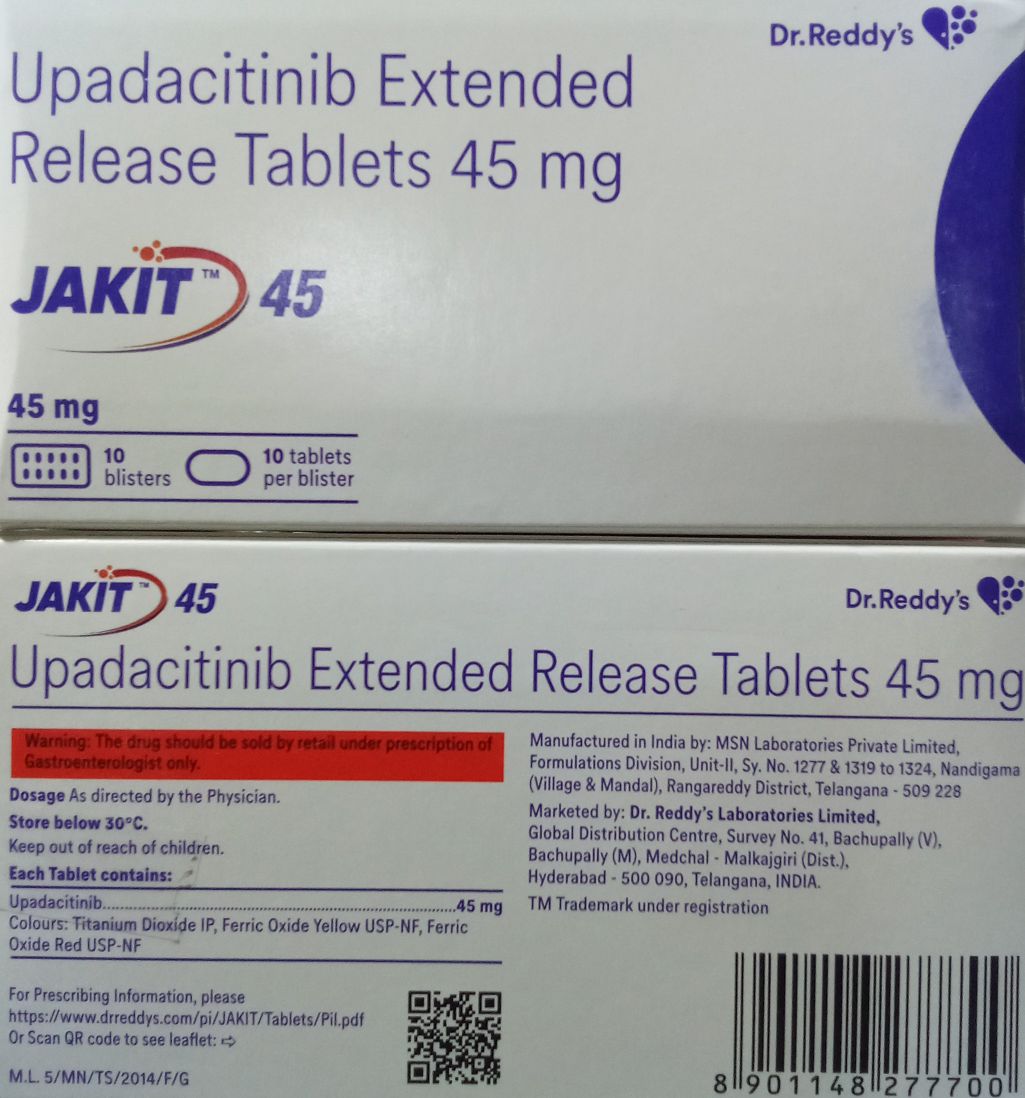 Dr.Reddy's
Upadacitinib Extended
Release Tablets 45 mg
JAKIT™ 45
45 mg
10 blisters
10 tablets per blister
JAKIT™ 45
Dr.Reddy's
Upadacitinib Extended Release Tablets 45 mg
Warning: The drug should be sold by retail under prescription of
Gastroenterologist only.
Dosage As directed by the Physician.
Store below 30°C.
Keep out of reach of children.
Each Tablet contains:
Upadacitinib..........................................................................................45 mg
Colours: Titanium Dioxide IP, Ferric Oxide Yellow USP-NF, Ferric
Oxide Red USP-NF
For Prescribing Information, please
https://www.drreddys.com/pi/JAKIT/Tablets/Pil.pdf
Or Scan QR code to see leaflet: ⇨
M.L. 5/MN/TS/2014/F/G
Manufactured in India by: MSN Laboratories Private Limited,
Formulations Division, Unit-II, Sy. No. 1277 & 1319 to 1324, Nandigama
(Village & Mandal), Rangareddy District, Telangana - 509 228
Marketed by: Dr. Reddy's Laboratories Limited,
Global Distribution Centre, Survey No. 41, Bachupally (V),
Bachupally (M), Medchal - Malkajgiri (Dist.),
Hyderabad - 500 090, Telangana, INDIA.
TM Trademark under registration
8 901148 277700